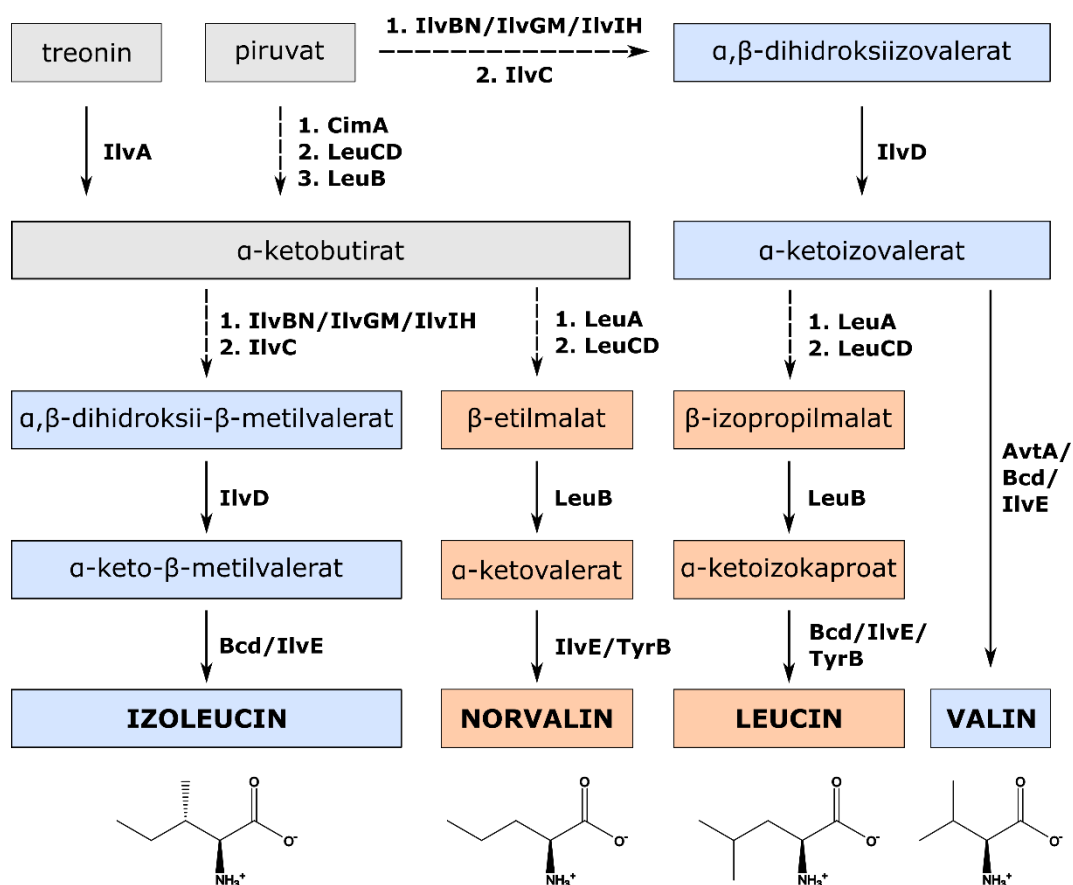 treonin
piruvat
1. IlvBN/IlvGM/IlvIH
2. IlvC
α,β-dihidroksiizovalerat
IlvA
1. CimA
2. LeuCD
3. LeuB
IlvD
α-ketobutirat
α-ketoizovalerat
1. IlvBN/IlvGM/IlvIH
2. IlvC
1. LeuA
2. LeuCD
1. LeuA
2. LeuCD
α,β-dihidroksii-β-metilvalerat
β-etilmalat
β-izopropilmalat
AvtA/
Bcd/
IlvE
IlvD
LeuB
LeuB
α-keto-β-metilvalerat
α-ketovalerat
α-ketoizokaproat
Bcd/IlvE
IlvE/TyrB
Bcd/IlvE/
TyrB
IZOLEUCIN
NORVALIN
LEUCIN
VALIN
O
O⁻
NH₃⁺
O
O⁻
NH₃⁺
O
O⁻
NH₃⁺
O
O⁻
NH₃⁺